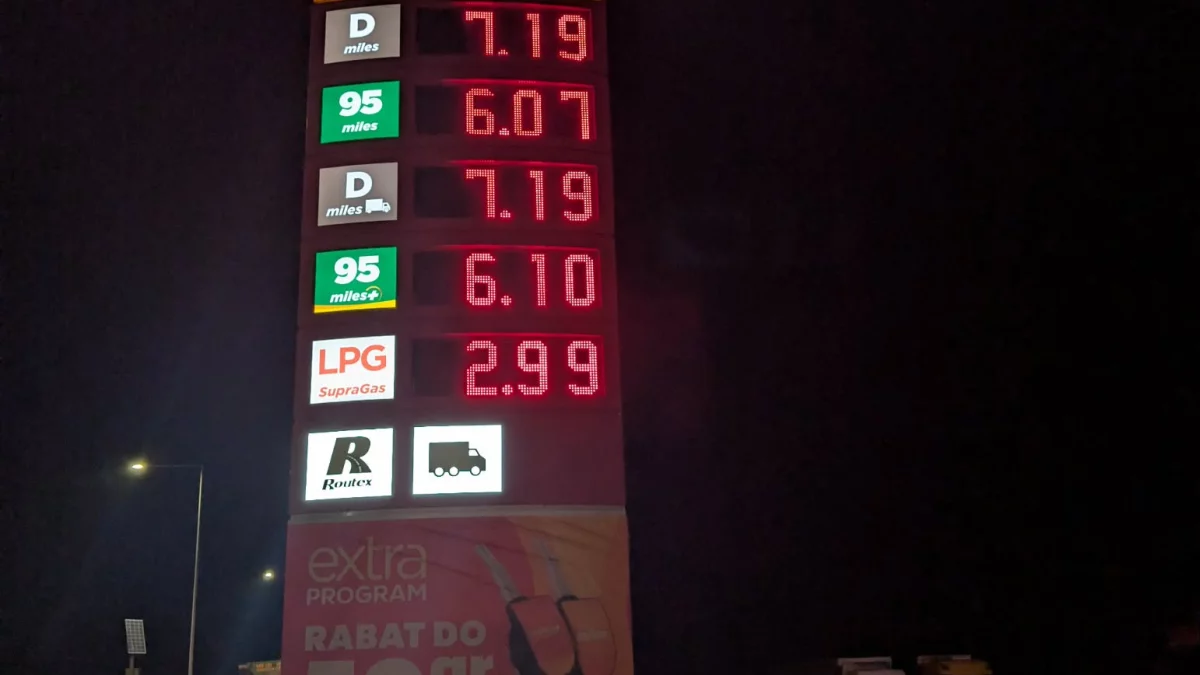 D
miles
7.19
95
miles
6.07
D
miles
7.19
95
miles+
6.10
LPG
SupraGas
2.99
R
Routex
extra
PROGRAM
RABAT DO
gr